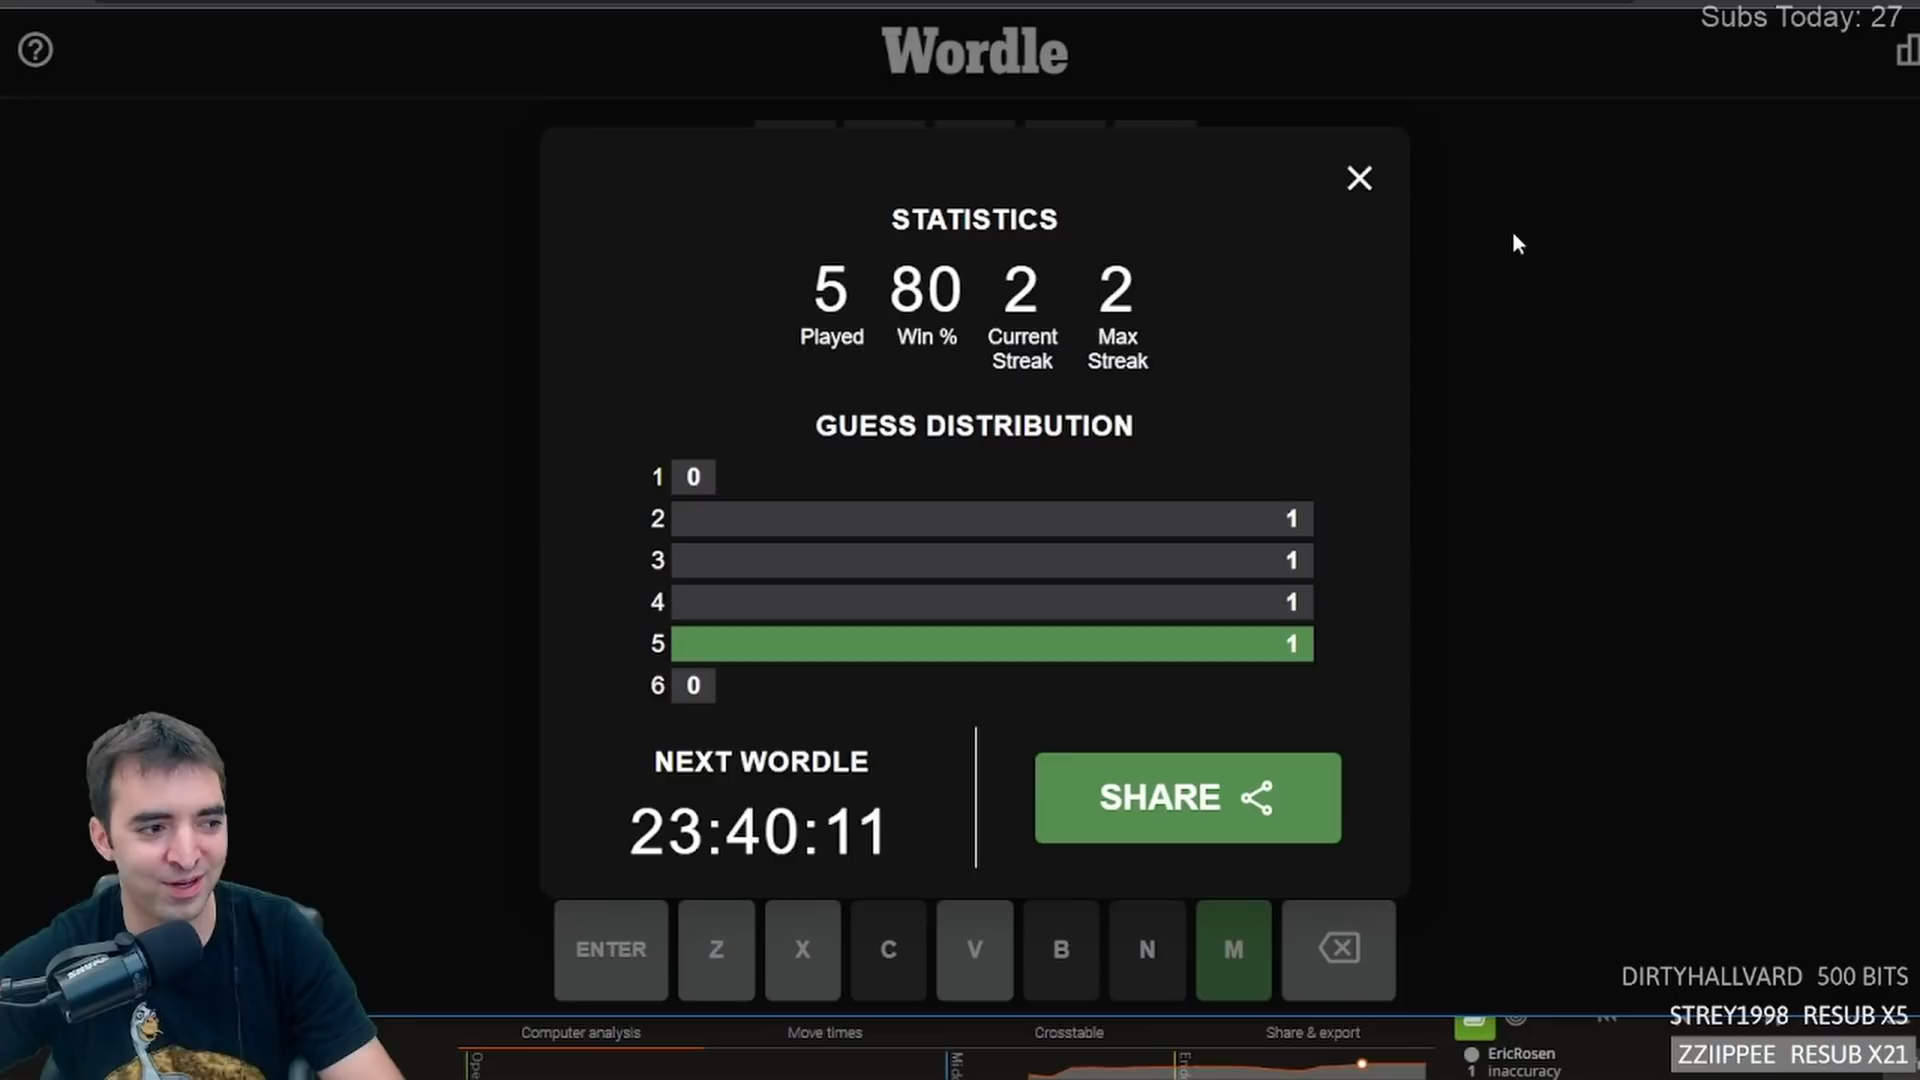 Subs Today: 27
Wordle
STATISTICS
5 80 2 2
Played Win % Current Streak Max Streak
GUESS DISTRIBUTION
1 0
2 1
3 1
4 1
5 1
6 0
NEXT WORDLE
23:40:11
SHARE
ENTER Z X C V B N M
DIRTYHALLVARD 500 BITS
STREY1998 RESUB X5
ZZIIPPEE RESUB X21
Computer analysis Move times Crosstable Share & export
EricRosen
1 inaccuracy
SHURE